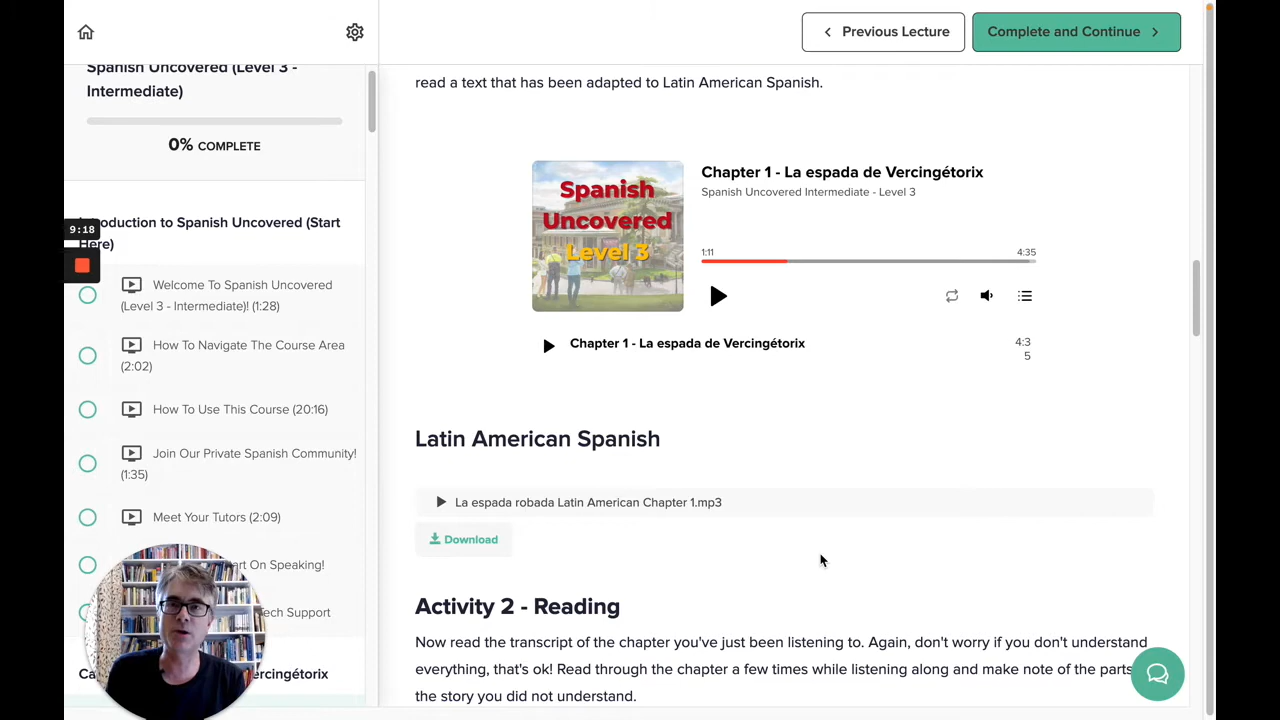 Previous Lecture
Complete and Continue
Spanish Uncovered (Level 3 -
Intermediate)
0% COMPLETE
Introduction to Spanish Uncovered (Start
Here)
9:18
Welcome To Spanish Uncovered
(Level 3 - Intermediate)! (1:28)
How To Navigate The Course Area
(2:02)
How To Use This Course (20:16)
Join Our Private Spanish Community!
(1:35)
Meet Your Tutors (2:09)
On Speaking!
Tech Support
read a text that has been adapted to Latin American Spanish.
Spanish
Uncovered
Level 3
Chapter 1 - La espada de Vercingétorix
Spanish Uncovered Intermediate - Level 3
1:11
4:35
Chapter 1 - La espada de Vercingétorix
4:3
5
Latin American Spanish
La espada robada Latin American Chapter 1.mp3
Download
Activity 2 - Reading
Now read the transcript of the chapter you've just been listening to. Again, don't worry if you don't understand
everything, that's ok! Read through the chapter a few times while listening along and make note of the parts
the story you did not understand.